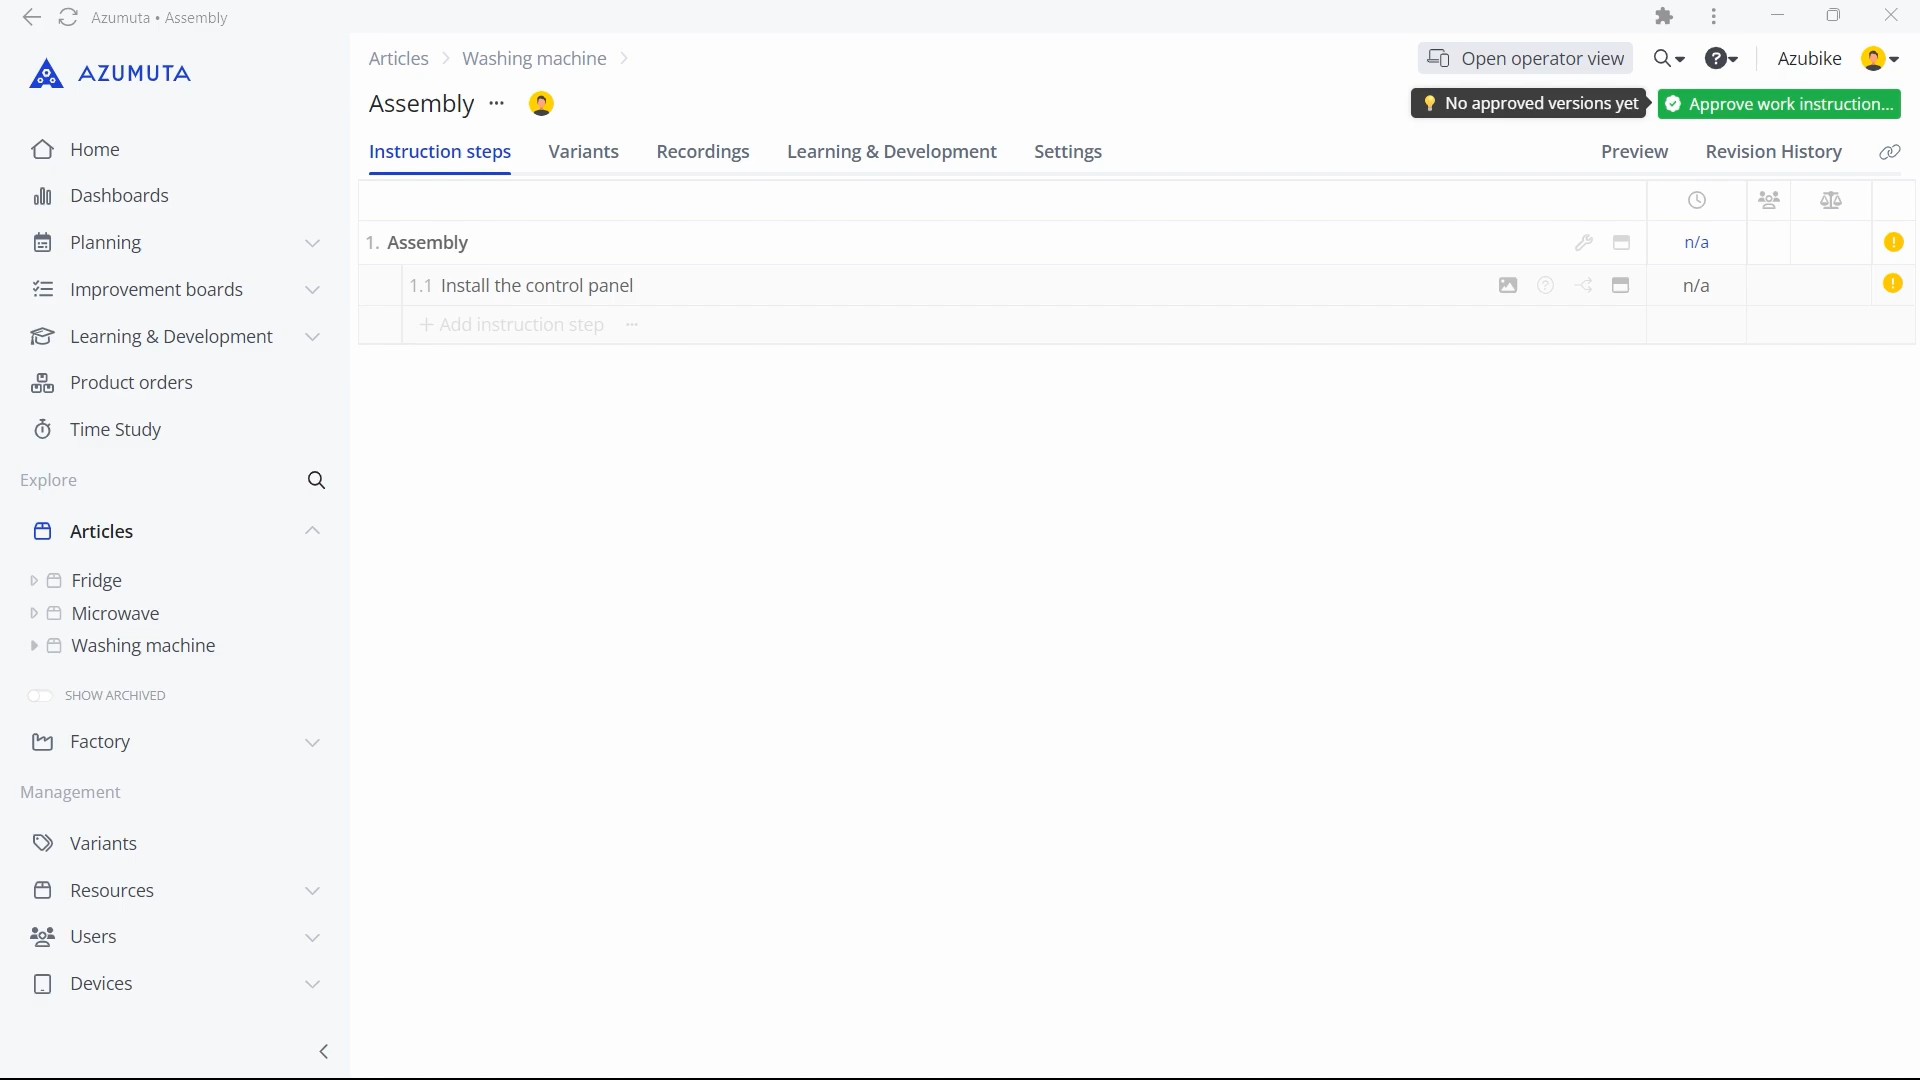 Azumuta • Assembly
AZUMUTA
Articles
Washing machine
Open operator view
Azubike
Assembly
No approved versions yet
Approve work instruction...
Instruction steps
Variants
Recordings
Learning & Development
Settings
Preview
Revision History
1. Assembly
n/a
1.1 Install the control panel
n/a
+ Add instruction step
Home
Dashboards
Planning
Improvement boards
Learning & Development
Product orders
Time Study
Explore
Articles
Fridge
Microwave
Washing machine
SHOW ARCHIVED
Factory
Management
Variants
Resources
Users
Devices